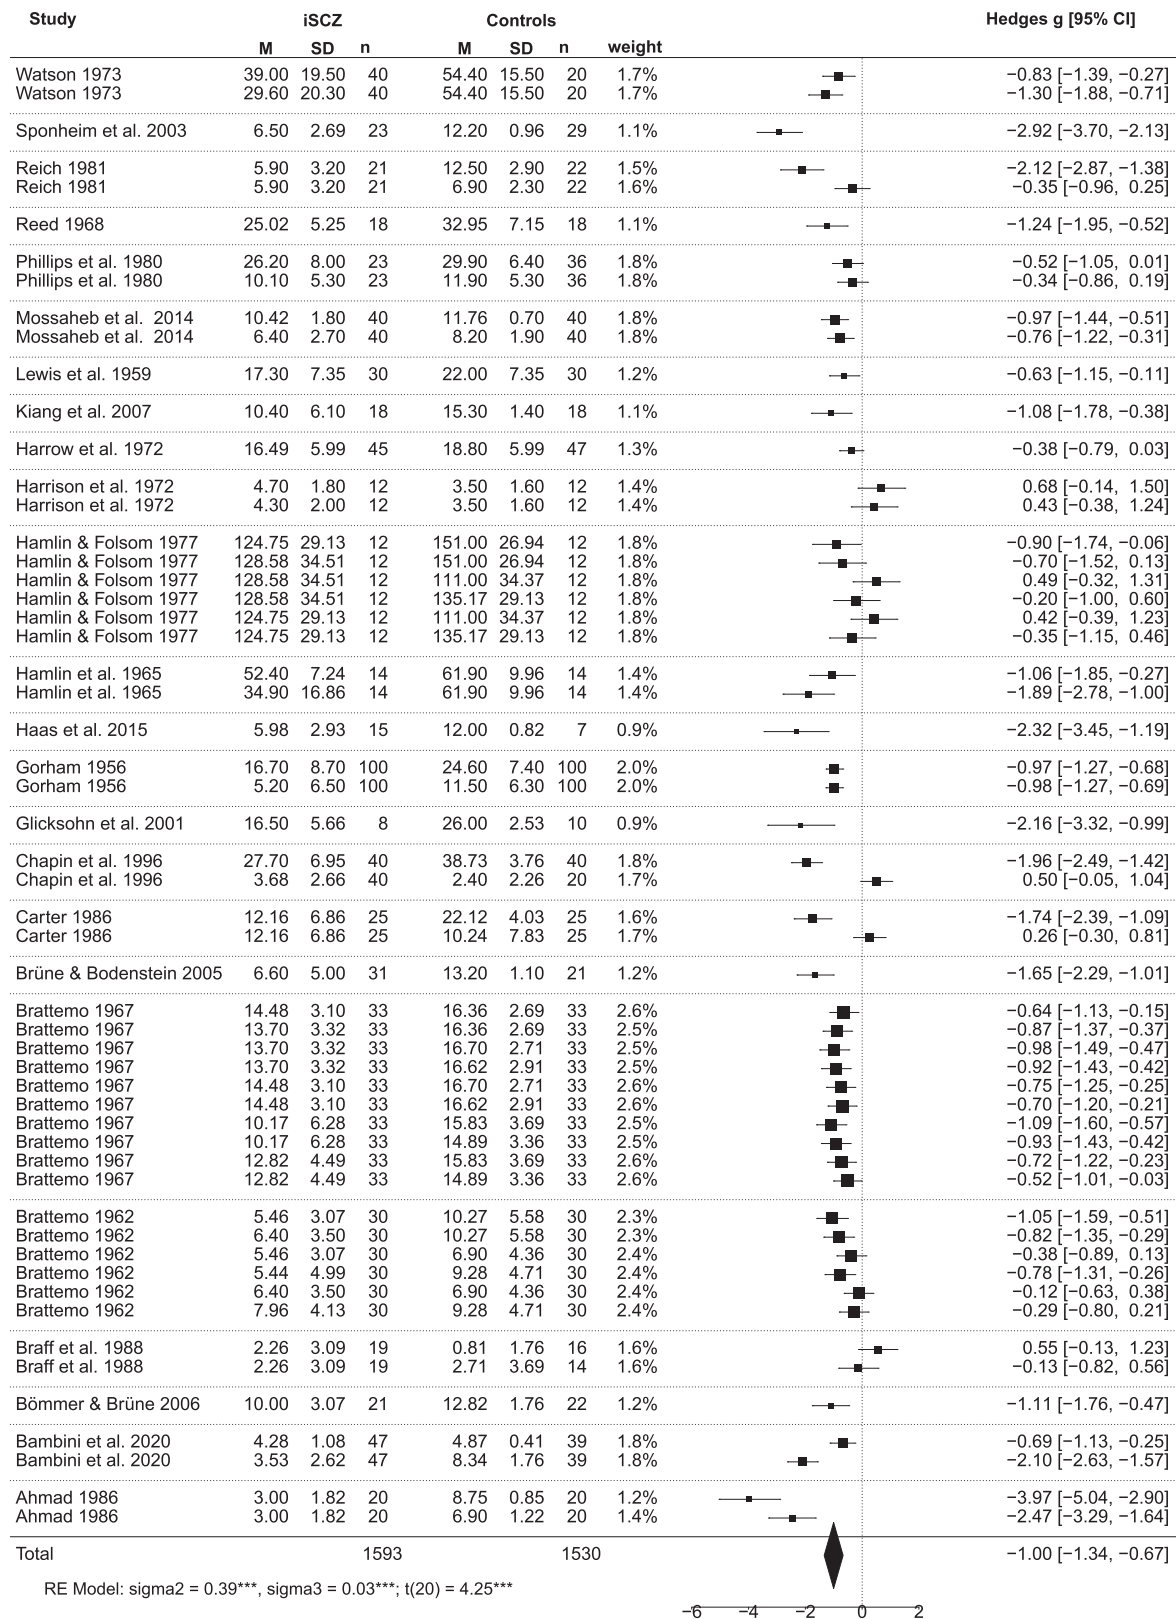 Study iSCZ Controls Hedges g [95% CI]
M SD n M SD n weight
Watson 1973 39.00 19.50 40 54.40 15.50 20 1.7% −0.83 [−1.39, −0.27]
Watson 1973 29.60 20.30 40 54.40 15.50 20 1.7% −1.30 [−1.88, −0.71]
Sponheim et al. 2003 6.50 2.69 23 12.20 0.96 29 1.1% −2.92 [−3.70, −2.13]
Reich 1981 5.90 3.20 21 12.50 2.90 22 1.5% −2.12 [−2.87, −1.38]
Reich 1981 5.90 3.20 21 6.90 2.30 22 1.6% −0.35 [−0.96, 0.25]
Reed 1968 25.02 5.25 18 32.95 7.15 18 1.1% −1.24 [−1.95, −0.52]
Phillips et al. 1980 26.20 8.00 23 29.90 6.40 36 1.8% −0.52 [−1.05, 0.01]
Phillips et al. 1980 10.10 5.30 23 11.90 5.30 36 1.8% −0.34 [−0.86, 0.19]
Mossaheb et al. 2014 10.42 1.80 40 11.76 0.70 40 1.8% −0.97 [−1.44, −0.51]
Mossaheb et al. 2014 6.40 2.70 40 8.20 1.90 40 1.8% −0.76 [−1.22, −0.31]
Lewis et al. 1959 17.30 7.35 30 22.00 7.35 30 1.2% −0.63 [−1.15, −0.11]
Kiang et al. 2007 10.40 6.10 18 15.30 1.40 18 1.1% −1.08 [−1.78, −0.38]
Harrow et al. 1972 16.49 5.99 45 18.80 5.99 47 1.3% −0.38 [−0.79, 0.03]
Harrison et al. 1972 4.70 1.80 12 3.50 1.60 12 1.4% 0.68 [−0.14, 1.50]
Harrison et al. 1972 4.30 2.00 12 3.50 1.60 12 1.4% 0.43 [−0.38, 1.24]
Hamlin & Folsom 1977 124.75 29.13 12 151.00 26.94 12 1.8% −0.90 [−1.74, −0.06]
Hamlin & Folsom 1977 128.58 34.51 12 151.00 26.94 12 1.8% −0.70 [−1.52, 0.13]
Hamlin & Folsom 1977 128.58 34.51 12 111.00 34.37 12 1.8% 0.49 [−0.32, 1.31]
Hamlin & Folsom 1977 128.58 34.51 12 135.17 29.13 12 1.8% −0.20 [−1.00, 0.60]
Hamlin & Folsom 1977 124.75 29.13 12 111.00 34.37 12 1.8% 0.42 [−0.39, 1.23]
Hamlin & Folsom 1977 124.75 29.13 12 135.17 29.13 12 1.8% −0.35 [−1.15, 0.46]
Hamlin et al. 1965 52.40 7.24 14 61.90 9.96 14 1.4% −1.06 [−1.85, −0.27]
Hamlin et al. 1965 34.90 16.86 14 61.90 9.96 14 1.4% −1.89 [−2.78, −1.00]
Haas et al. 2015 5.98 2.93 15 12.00 0.82 7 0.9% −2.32 [−3.45, −1.19]
Gorham 1956 16.70 8.70 100 24.60 7.40 100 2.0% −0.97 [−1.27, −0.68]
Gorham 1956 5.20 6.50 100 11.50 6.30 100 2.0% −0.98 [−1.27, −0.69]
Glicksohn et al. 2001 16.50 5.66 8 26.00 2.53 10 0.9% −2.16 [−3.32, −0.99]
Chapin et al. 1996 27.70 6.95 40 38.73 3.76 40 1.8% −1.96 [−2.49, −1.42]
Chapin et al. 1996 3.68 2.66 40 2.40 2.26 20 1.7% 0.50 [−0.05, 1.04]
Carter 1986 12.16 6.86 25 22.12 4.03 25 1.6% −1.74 [−2.39, −1.09]
Carter 1986 12.16 6.86 25 10.24 7.83 25 1.7% 0.26 [−0.30, 0.81]
Brüne & Bodenstein 2005 6.60 5.00 31 13.20 1.10 21 1.2% −1.65 [−2.29, −1.01]
Brattemo 1967 14.48 3.10 33 16.36 2.69 33 2.6% −0.64 [−1.13, −0.15]
Brattemo 1967 13.70 3.32 33 16.36 2.69 33 2.5% −0.87 [−1.37, −0.37]
Brattemo 1967 13.70 3.32 33 16.70 2.71 33 2.5% −0.98 [−1.49, −0.47]
Brattemo 1967 13.70 3.32 33 16.62 2.91 33 2.5% −0.92 [−1.43, −0.42]
Brattemo 1967 14.48 3.10 33 16.70 2.71 33 2.6% −0.75 [−1.25, −0.25]
Brattemo 1967 14.48 3.10 33 16.62 2.91 33 2.6% −0.70 [−1.20, −0.21]
Brattemo 1967 10.17 6.28 33 15.83 3.69 33 2.5% −1.09 [−1.60, −0.57]
Brattemo 1967 10.17 6.28 33 14.89 3.36 33 2.5% −0.93 [−1.43, −0.42]
Brattemo 1967 12.82 4.49 33 15.83 3.69 33 2.6% −0.72 [−1.22, −0.23]
Brattemo 1967 12.82 4.49 33 14.89 3.36 33 2.6% −0.52 [−1.01, −0.03]
Brattemo 1962 5.46 3.07 30 10.27 5.58 30 2.3% −1.05 [−1.59, −0.51]
Brattemo 1962 6.40 3.50 30 10.27 5.58 30 2.3% −0.82 [−1.35, −0.29]
Brattemo 1962 5.46 3.07 30 6.90 4.36 30 2.4% −0.38 [−0.89, 0.13]
Brattemo 1962 5.44 4.99 30 9.28 4.71 30 2.4% −0.78 [−1.31, −0.26]
Brattemo 1962 6.40 3.50 30 6.90 4.36 30 2.4% −0.12 [−0.63, 0.38]
Brattemo 1962 7.96 4.13 30 9.28 4.71 30 2.4% −0.29 [−0.80, 0.21]
Braff et al. 1988 2.26 3.09 19 0.81 1.76 16 1.6% 0.55 [−0.13, 1.23]
Braff et al. 1988 2.26 3.09 19 2.71 3.69 14 1.6% −0.13 [−0.82, 0.56]
Bömmer & Brüne 2006 10.00 3.07 21 12.82 1.76 22 1.2% −1.11 [−1.76, −0.47]
Bambini et al. 2020 4.28 1.08 47 4.87 0.41 39 1.8% −0.69 [−1.13, −0.25]
Bambini et al. 2020 3.53 2.62 47 8.34 1.76 39 1.8% −2.10 [−2.63, −1.57]
Ahmad 1986 3.00 1.82 20 8.75 0.85 20 1.2% −3.97 [−5.04, −2.90]
Ahmad 1986 3.00 1.82 20 6.90 1.22 20 1.4% −2.47 [−3.29, −1.64]
Total 1593 1530 −1.00 [−1.34, −0.67]
RE Model: sigma2 = 0.39***, sigma3 = 0.03***; t(20) = 4.25***
−6 −4 −2 0 2